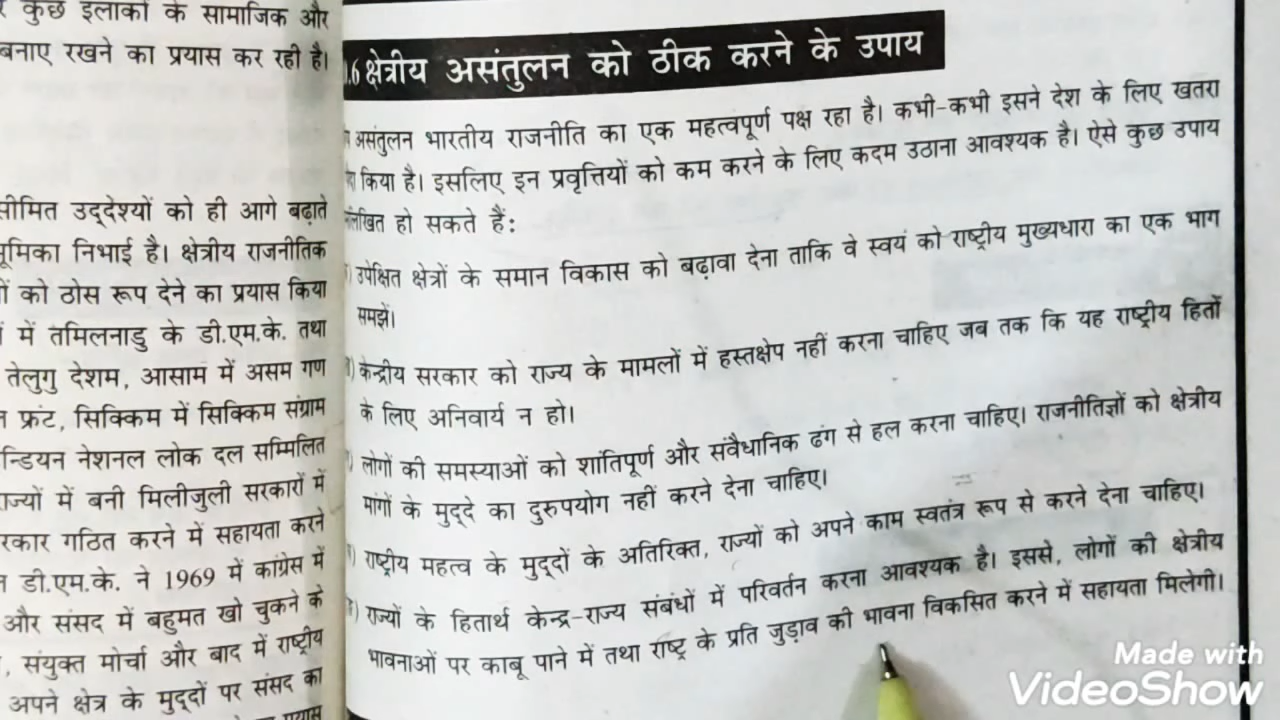 कुछ इलाकों के सामाजिक और
बनाए रखने का प्रयास कर रही है।
सीमित उद्देश्यों को ही आगे बढ़ाते
भूमिका निभाई है। क्षेत्रीय राजनीतिक
को ठोस रूप देने का प्रयास किया
में तमिलनाडु के डी.एम.के. तथा
तेलुगु देशम, आसाम में असम गण
फ्रंट, सिक्किम में सिक्किम संग्राम
इन्डियन नेशनल लोक दल सम्मिलित
राज्यों में बनी मिलीजुली सरकारों में
सरकार गठित करने में सहायता करने
डी.एम.के. ने 1969 में कांग्रेस में
और संसद में बहुमत खो चुकने के
, संयुक्त मोर्चा और बाद में राष्ट्रीय
अपने क्षेत्र के मुद्दों पर संसद का
प्रयास
.6 क्षेत्रीय असंतुलन को ठीक करने के उपाय
असंतुलन भारतीय राजनीति का एक महत्वपूर्ण पक्ष रहा है। कभी-कभी इसने देश के लिए खतरा
किया है। इसलिए इन प्रवृत्तियों को कम करने के लिए कदम उठाना आवश्यक है। ऐसे कुछ उपाय
हो सकते हैं:
) उपेक्षित क्षेत्रों के समान विकास को बढ़ावा देना ताकि वे स्वयं को राष्ट्रीय मुख्यधारा का एक भाग
समझें।
) केन्द्रीय सरकार को राज्य के मामलों में हस्तक्षेप नहीं करना चाहिए जब तक कि यह राष्ट्रीय हितों
के लिए अनिवार्य न हो।
) लोगों की समस्याओं को शांतिपूर्ण और संवैधानिक ढंग से हल करना चाहिए। राजनीतिज्ञों को क्षेत्रीय
मांगों के मुद्दे का दुरुपयोग नहीं करने देना चाहिए।
) राष्ट्रीय महत्व के मुद्दों के अतिरिक्त, राज्यों को अपने काम स्वतंत्र रूप से करने देना चाहिए।
) राज्यों के हितार्थ केन्द्र-राज्य संबंधों में परिवर्तन करना आवश्यक है। इससे, लोगों की क्षेत्रीय
भावनाओं पर काबू पाने में तथा राष्ट्र के प्रति जुड़ाव की भावना विकसित करने में सहायता मिलेगी।
Made with
VideoShow